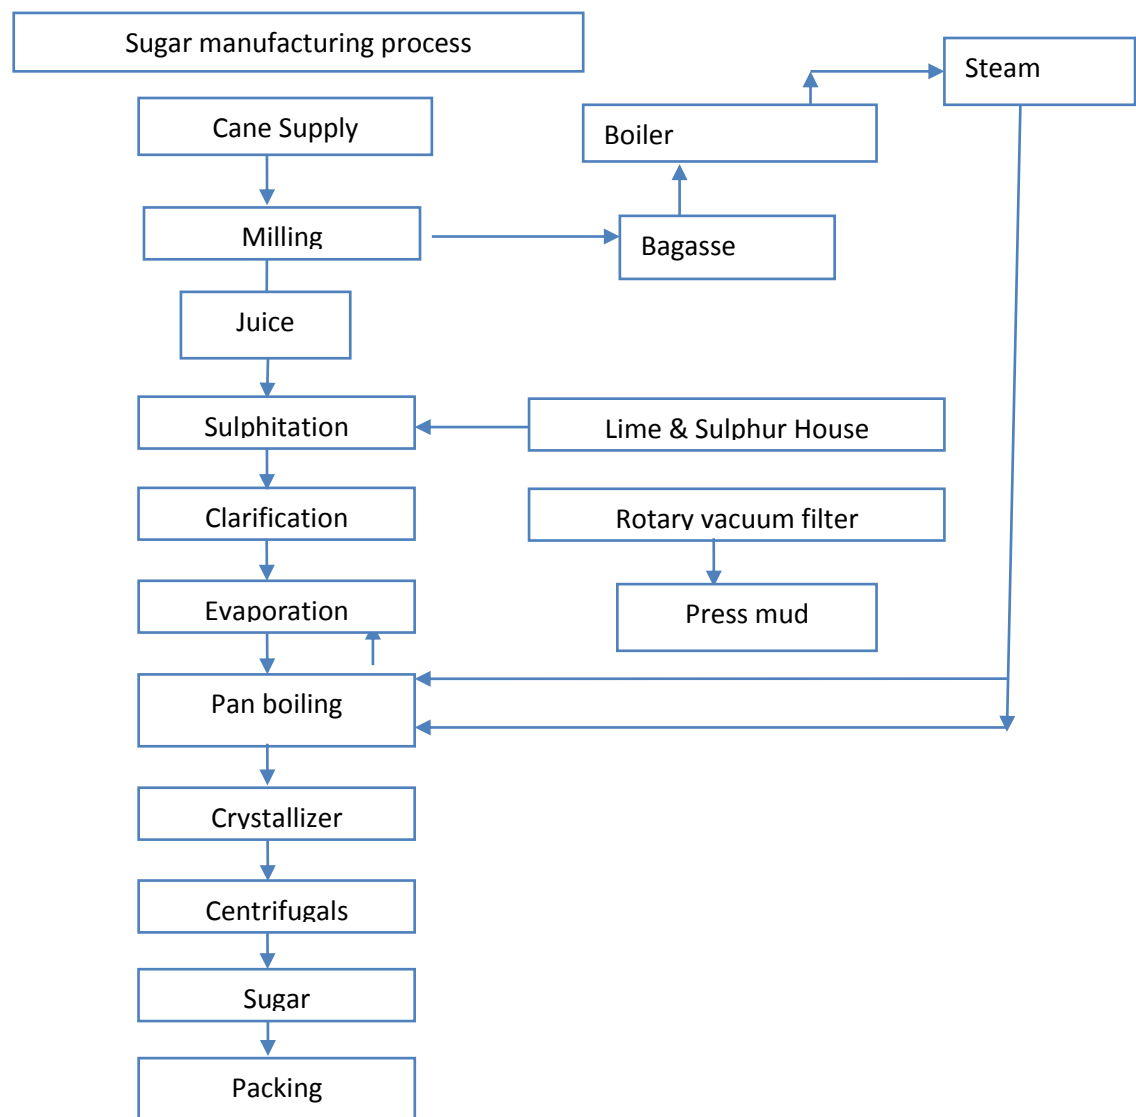 Sugar manufacturing process
Steam
Cane Supply
Boiler
Milling
Bagasse
Juice
Sulphitation
Lime & Sulphur House
Clarification
Rotary vacuum filter
Evaporation
Press mud
Pan boiling
Crystallizer
Centrifugals
Sugar
Packing